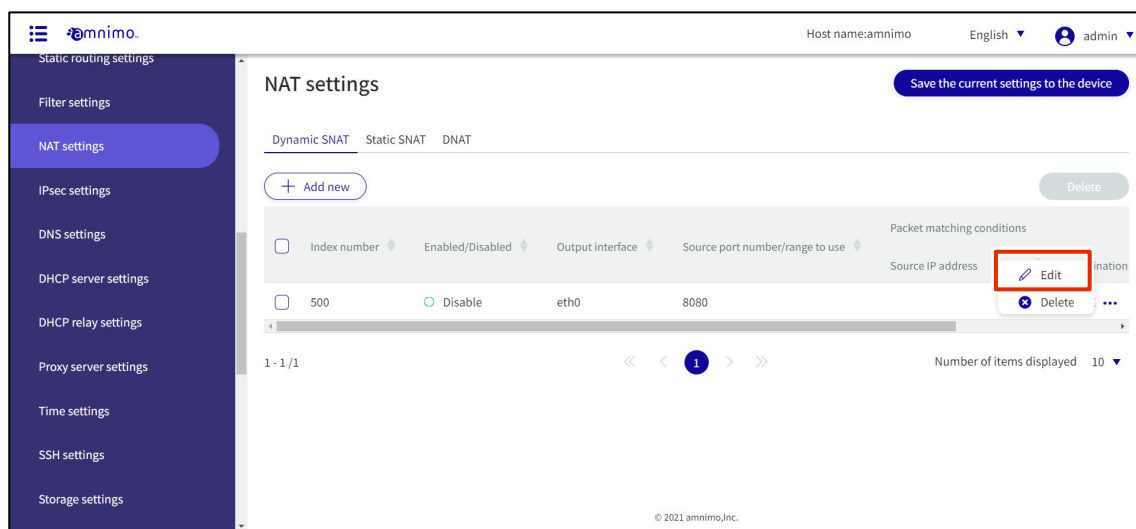 amnimo
Host name:amnimo
English
admin
Static routing settings
Filter settings
NAT settings
IPsec settings
DNS settings
DHCP server settings
DHCP relay settings
Proxy server settings
Time settings
SSH settings
Storage settings
NAT settings
Save the current settings to the device
Dynamic SNAT Static SNAT DNAT
+ Add new
Delete
Packet matching conditions
Index number Enabled/Disabled Output interface Source port number/range to use
Source IP address ination
Edit
Delete
500 Disable eth0 8080
1 - 1 /1
1
Number of items displayed 10
© 2021 amnimo,Inc.